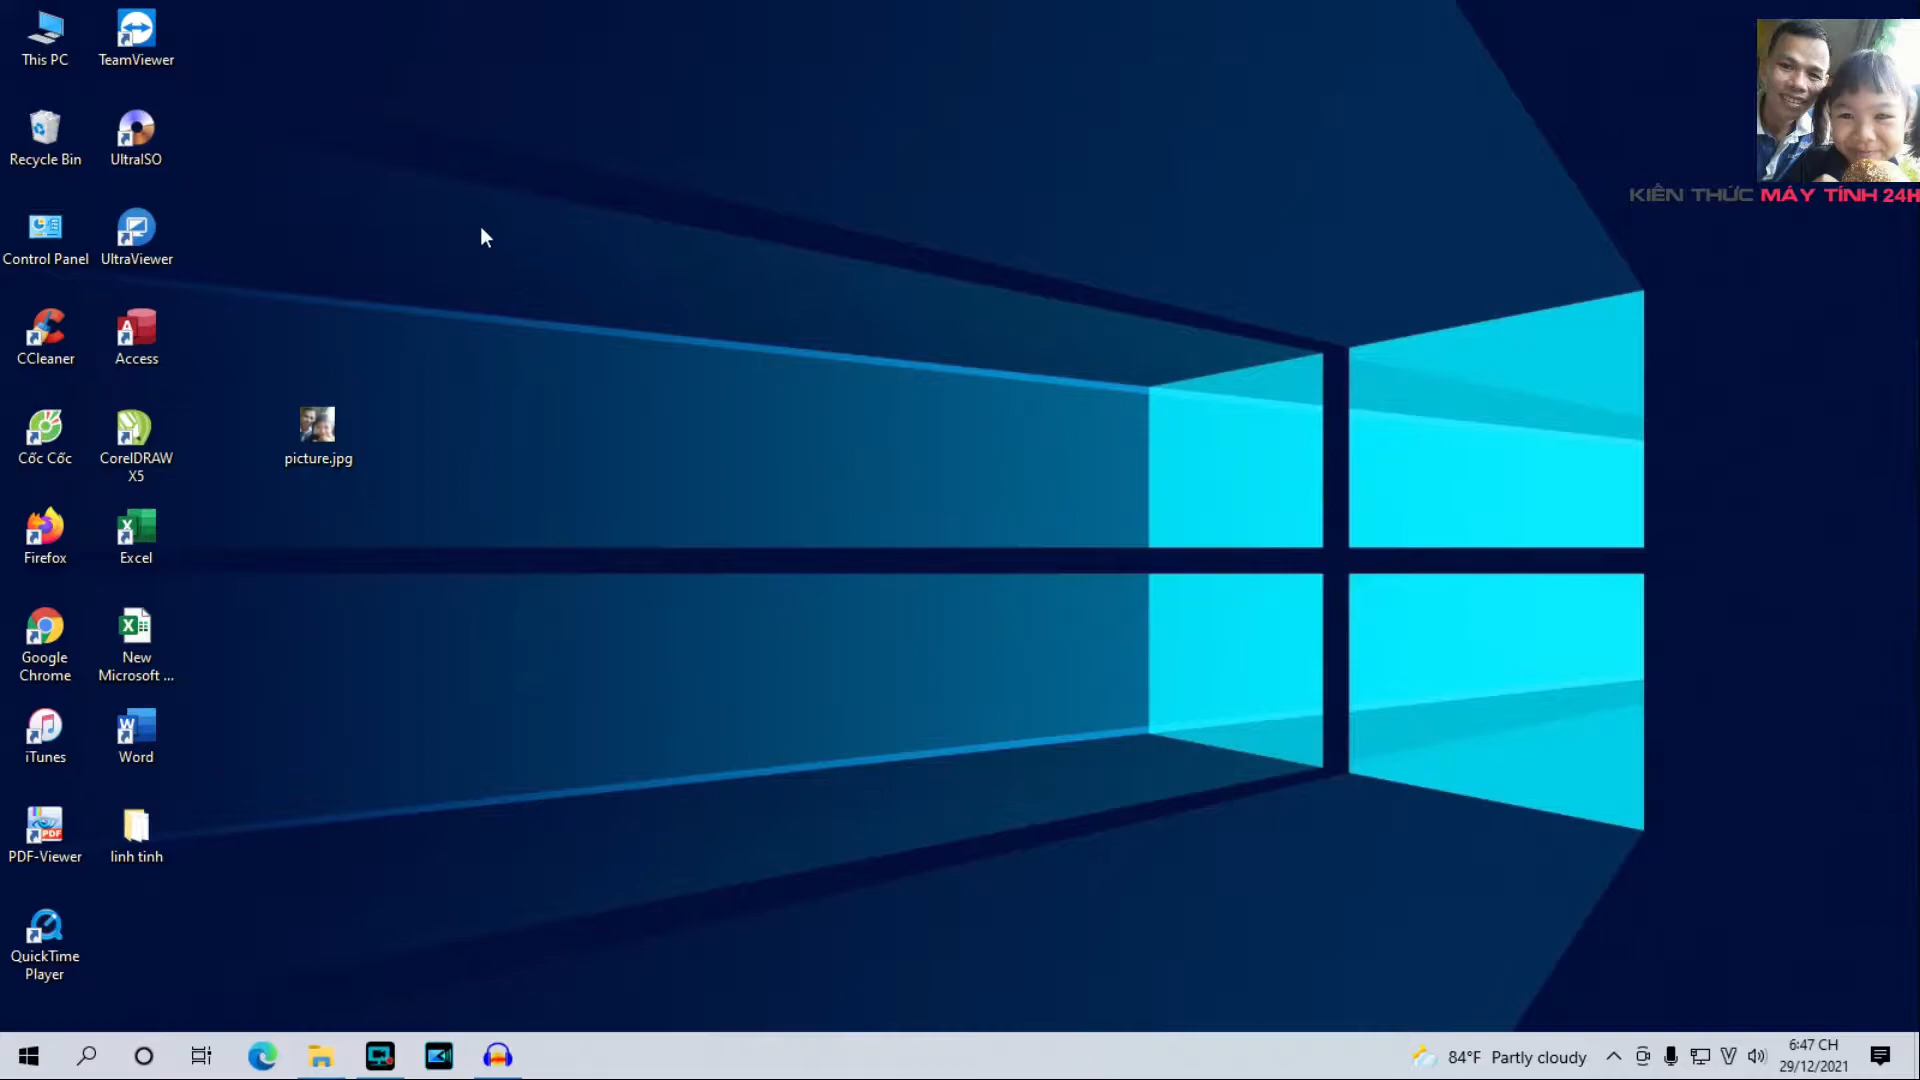 This PC
TeamViewer
KIẾN THỨC MÁY TÍNH 24H
Recycle Bin
UltraISO
Control Panel
UltraViewer
CCleaner
Access
Cốc Cốc
CorelDRAW
X5
picture.jpg
Firefox
Excel
Google
Chrome
New
Microsoft ...
iTunes
Word
PDF-Viewer
linh tinh
QuickTime
Player
84°F Partly cloudy
6:47 CH
29/12/2021